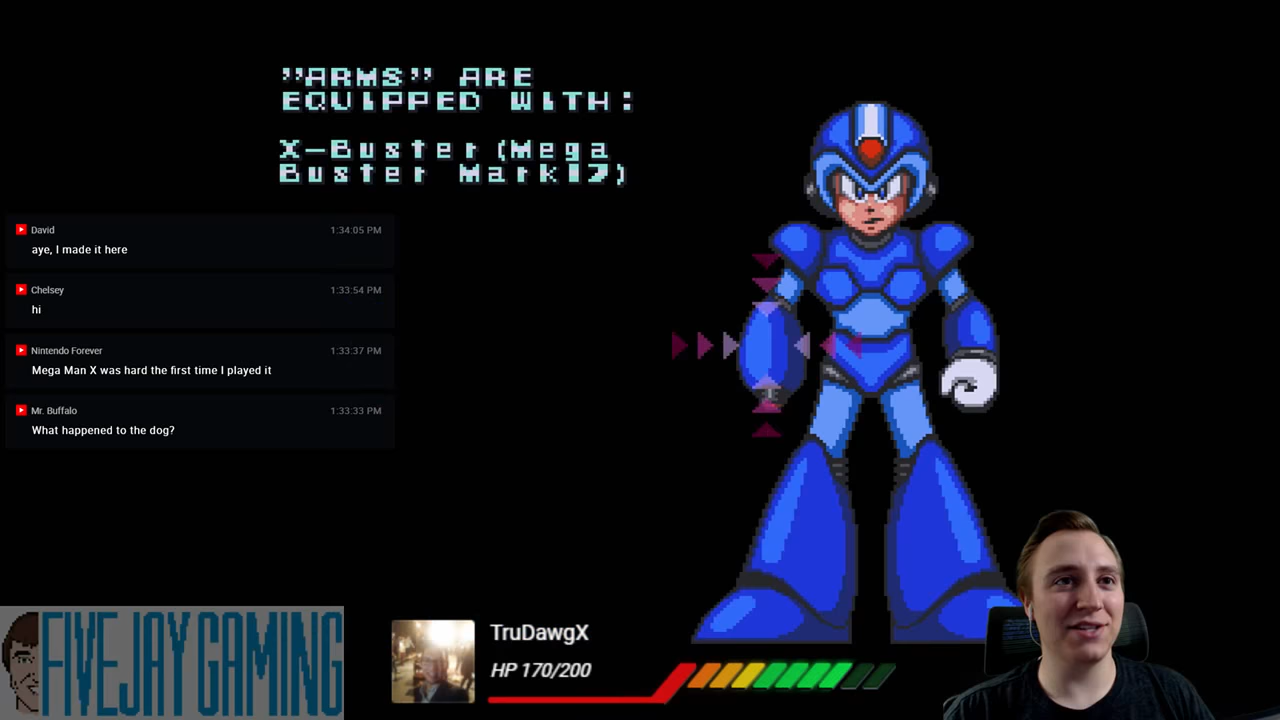 "ARMS" ARE
EQUIPPED WITH:
X-Buster (Mega
Buster Mark17)
David 1:34:05 PM
aye, I made it here
Chelsey 1:33:54 PM
hi
Nintendo Forever 1:33:37 PM
Mega Man X was hard the first time I played it
Mr. Buffalo 1:33:33 PM
What happened to the dog?
FIVEJAY GAMING
TruDawgX
HP 170/200